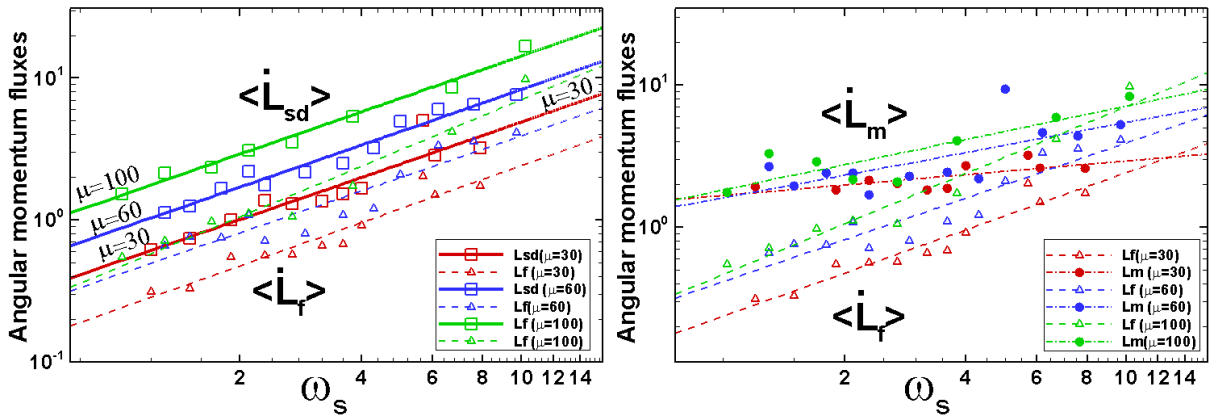 Angular momentum fluxes
10¹
10⁰
10⁻¹
<L̇sd>
<L̇f>
μ=100
μ=60
μ=30
μ=30
Lsd(μ=30)
Lf (μ=30)
Lsd (μ=60)
Lf(μ=60)
Lf (μ=100)
Lf (μ=100)
2 4 6 8 10 12 14
ωs
Angular momentum fluxes
10¹
10⁰
<L̇m>
<L̇f>
Lf(μ=30)
Lm (μ=30)
Lf (μ=60)
Lm (μ=60)
Lf (μ=100)
Lm(μ=100)
2 4 6 8 10 12 14
ωs